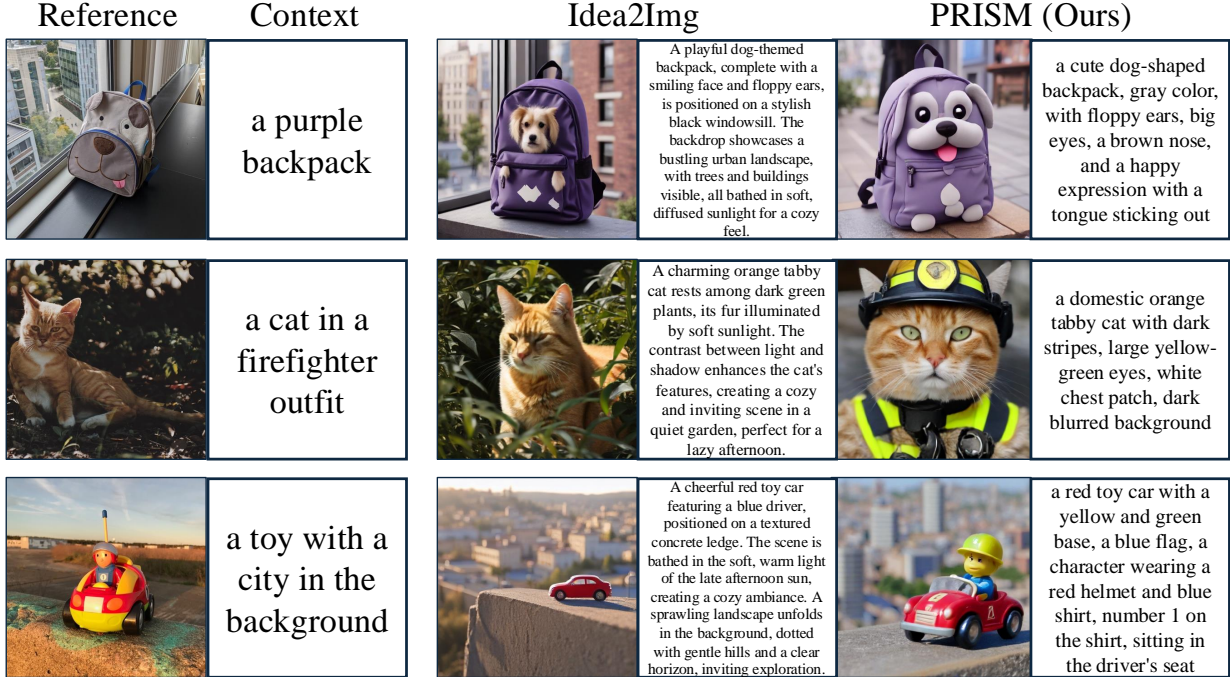 Reference
Context
Idea2Img
PRISM (Ours)
a purple
backpack
A playful dog-themed
backpack, complete with a
smiling face and floppy ears,
is positioned on a stylish
black windowsill. The
backdrop showcases a
bustling urban landscape,
with trees and buildings
visible, all bathed in soft,
diffused sunlight for a cozy
feel.
a cute dog-shaped
backpack, gray color,
with floppy ears, big
eyes, a brown nose,
and a happy
expression with a
tongue sticking out
a cat in a
firefighter
outfit
A charming orange tabby
cat rests among dark green
plants, its fur illuminated
by soft sunlight. The
contrast between light and
shadow enhances the cat's
features, creating a cozy
and inviting scene in a
quiet garden, perfect for a
lazy afternoon.
a domestic orange
tabby cat with dark
stripes, large yellow-
green eyes, white
chest patch, dark
blurred background
a toy with a
city in the
background
A cheerful red toy car
featuring a blue driver,
positioned on a textured
concrete ledge. The scene is
bathed in the soft, warm light
of the late afternoon sun,
creating a cozy ambiance. A
sprawling landscape unfolds
in the background, dotted
with gentle hills and a clear
horizon, inviting exploration.
a red toy car with a
yellow and green
base, a blue flag, a
character wearing a
red helmet and blue
shirt, number 1 on
the shirt, sitting in
the driver's seat